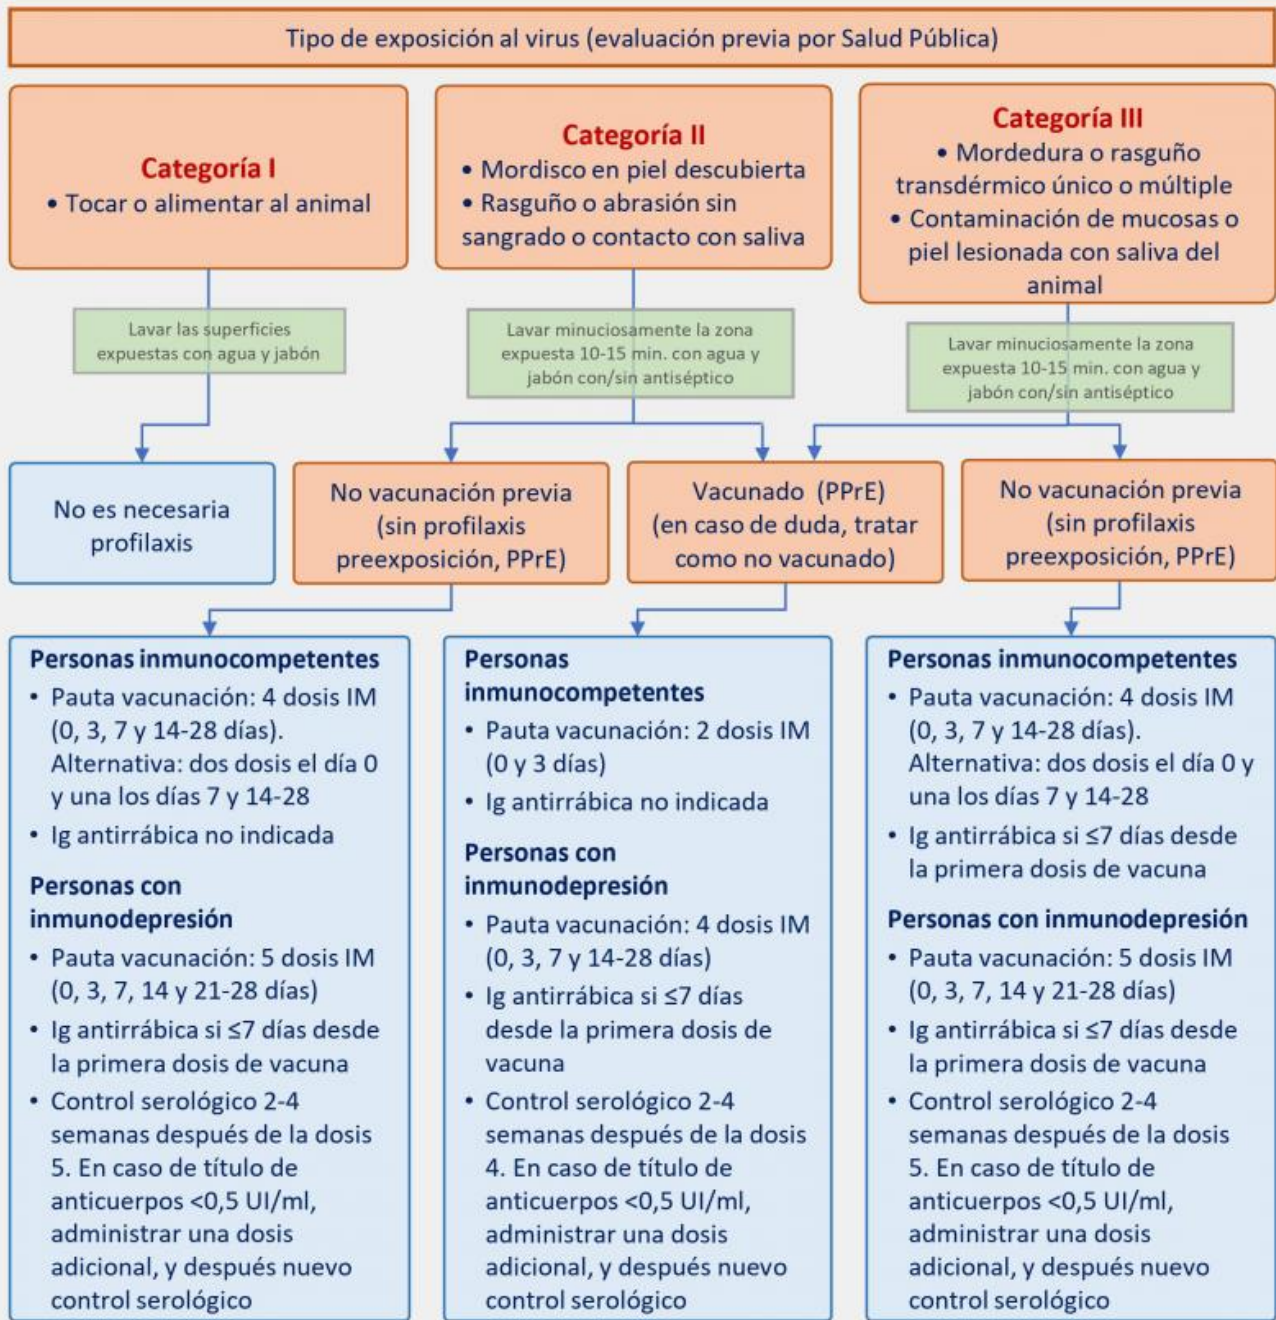 Tipo de exposición al virus (evaluación previa por Salud Pública)
Categoría I
• Tocar o alimentar al animal
Categoría II
• Mordisco en piel descubierta
• Rasguño o abrasión sin
sangrado o contacto con saliva
Categoría III
• Mordedura o rasguño
transdérmico único o múltiple
• Contaminación de mucosas o
piel lesionada con saliva del
animal
Lavar las superficies
expuestas con agua y jabón
Lavar minuciosamente la zona
expuesta 10-15 min. con agua y
jabón con/sin antiséptico
Lavar minuciosamente la zona
expuesta 10-15 min. con agua y
jabón con/sin antiséptico
No es necesaria
profilaxis
No vacunación previa
(sin profilaxis
preexposición, PPrE)
Vacunado (PPrE)
(en caso de duda, tratar
como no vacunado)
No vacunación previa
(sin profilaxis
preexposición, PPrE)
Personas inmunocompetentes
• Pauta vacunación: 4 dosis IM
(0, 3, 7 y 14-28 días).
Alternativa: dos dosis el día 0
y una los días 7 y 14-28
• Ig antirrábica no indicada
Personas con
inmunodepresión
• Pauta vacunación: 5 dosis IM
(0, 3, 7, 14 y 21-28 días)
• Ig antirrábica si ≤7 días desde
la primera dosis de vacuna
• Control serológico 2-4
semanas después de la dosis
5. En caso de título de
anticuerpos <0,5 UI/ml,
administrar una dosis
adicional, y después nuevo
control serológico
Personas
inmunocompetentes
• Pauta vacunación: 2 dosis IM
(0 y 3 días)
• Ig antirrábica no indicada
Personas con
inmunodepresión
• Pauta vacunación: 4 dosis IM
(0, 3, 7 y 14-28 días)
• Ig antirrábica si ≤7 días
desde la primera dosis de
vacuna
• Control serológico 2-4
semanas después de la dosis
4. En caso de título de
anticuerpos <0,5 UI/ml,
administrar una dosis
adicional, y después nuevo
control serológico
Personas inmunocompetentes
• Pauta vacunación: 4 dosis IM
(0, 3, 7 y 14-28 días).
Alternativa: dos dosis el día 0 y
una los días 7 y 14-28
• Ig antirrábica si ≤7 días desde
la primera dosis de vacuna
Personas con inmunodepresión
• Pauta vacunación: 5 dosis IM
(0, 3, 7, 14 y 21-28 días)
• Ig antirrábica si ≤7 días desde
la primera dosis de vacuna
• Control serológico 2-4
semanas después de la dosis
5. En caso de título de
anticuerpos <0,5 UI/ml,
administrar una dosis
adicional, y después nuevo
control serológico